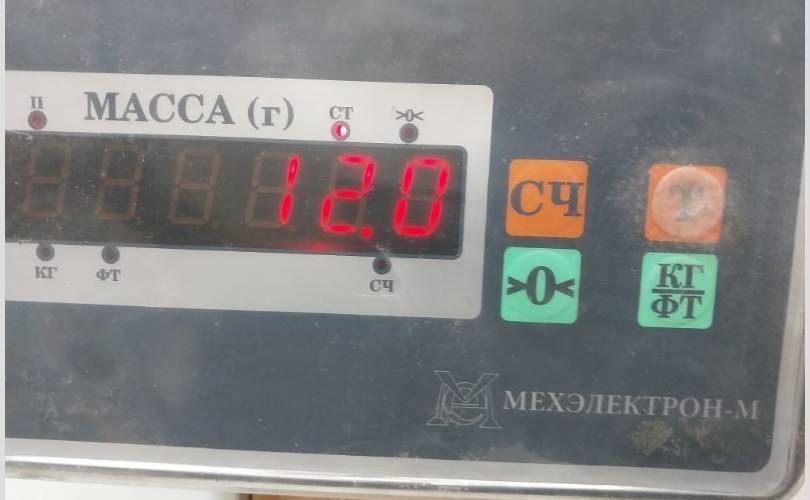 П
МАССА (г)
СТ
>0<
12.0
КГ
ФТ
СЧ
СЧ
Т
>0<
КГ
ФТ
МЕХЭЛЕКТРОН-М